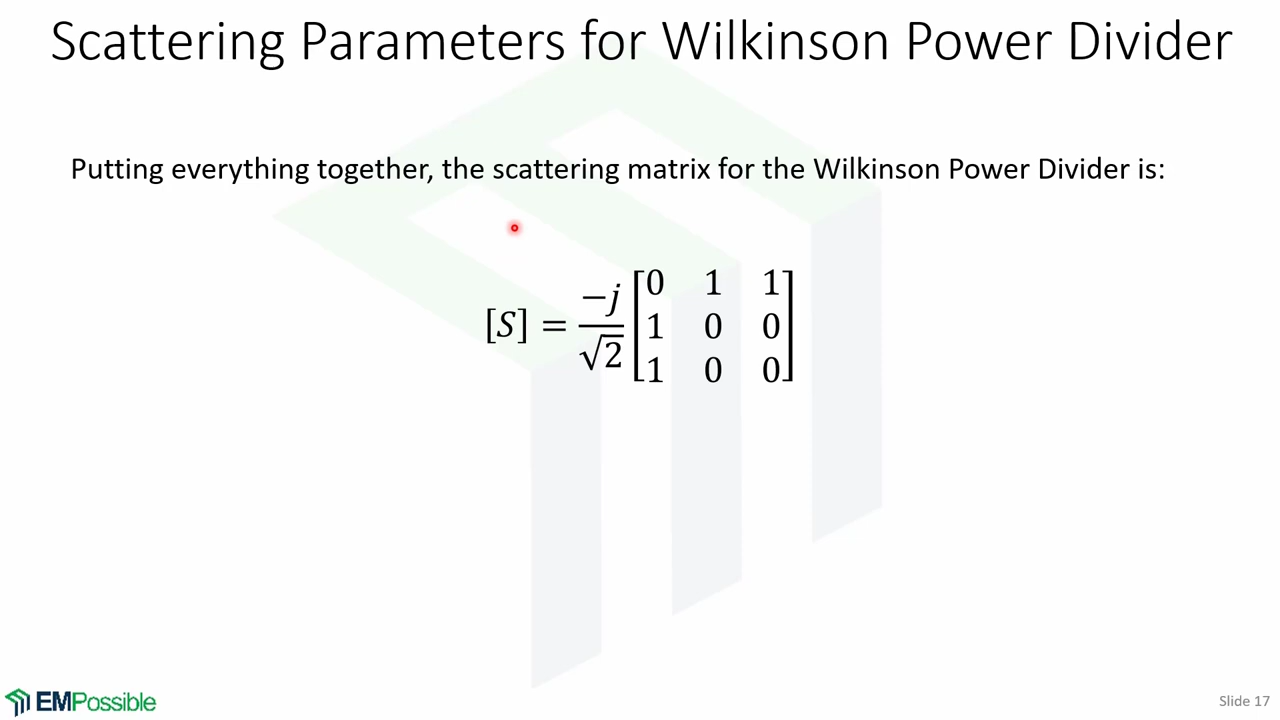 Scattering Parameters for Wilkinson Power Divider
Putting everything together, the scattering matrix for the Wilkinson Power Divider is:
[S] = −j/√2 [0 1 1
1 0 0
1 0 0]
EMPossible
Slide 17